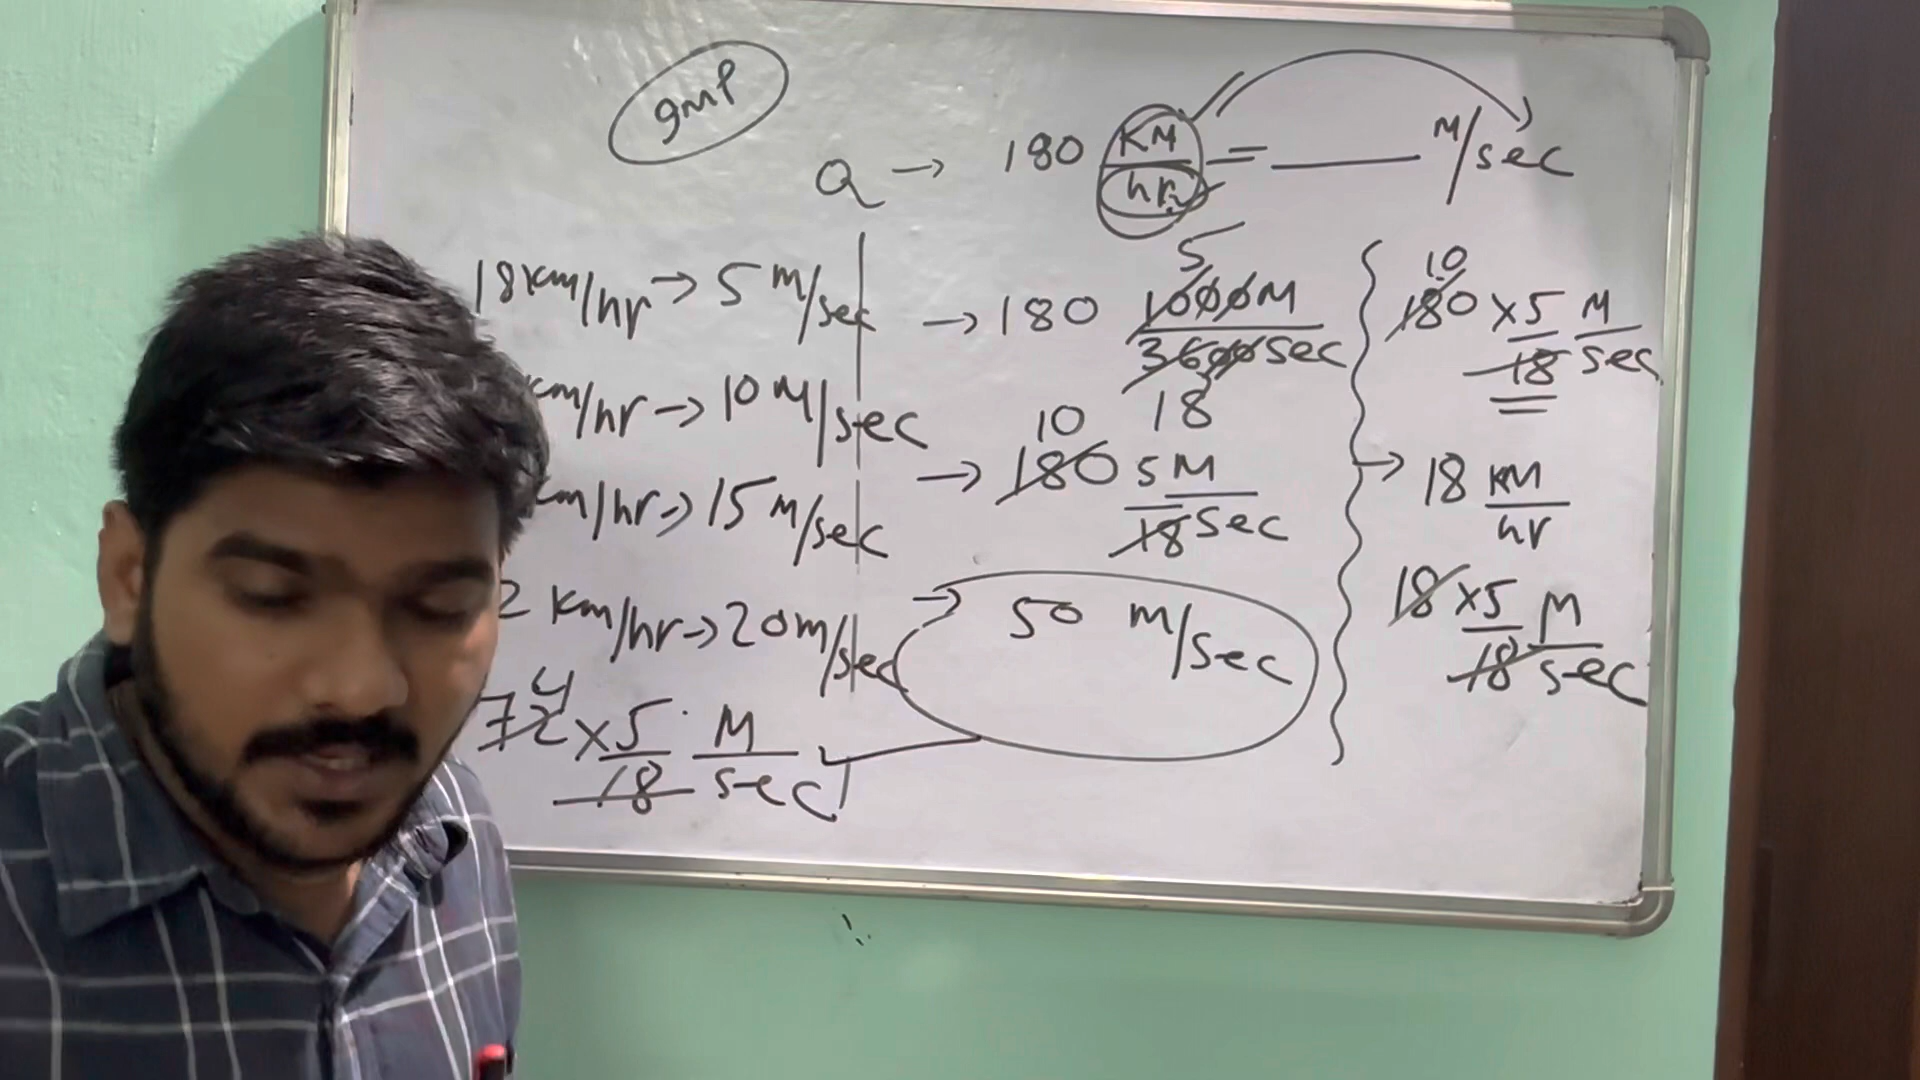 9mp
Q → 180 KM/hr = ____ M/sec
18 km/hr → 5 m/sec
km/hr → 10 M/sec
km/hr → 15 m/sec
2 km/hr → 20 m/sec
4
72 × 5/18 M/sec
5
→ 180 1000M/3600sec
18
10
→ 180 5M/18sec
→ 50 m/sec
10
180 × 5/18 M/sec
→ 18 KM/hr
18 × 5/18 M/sec